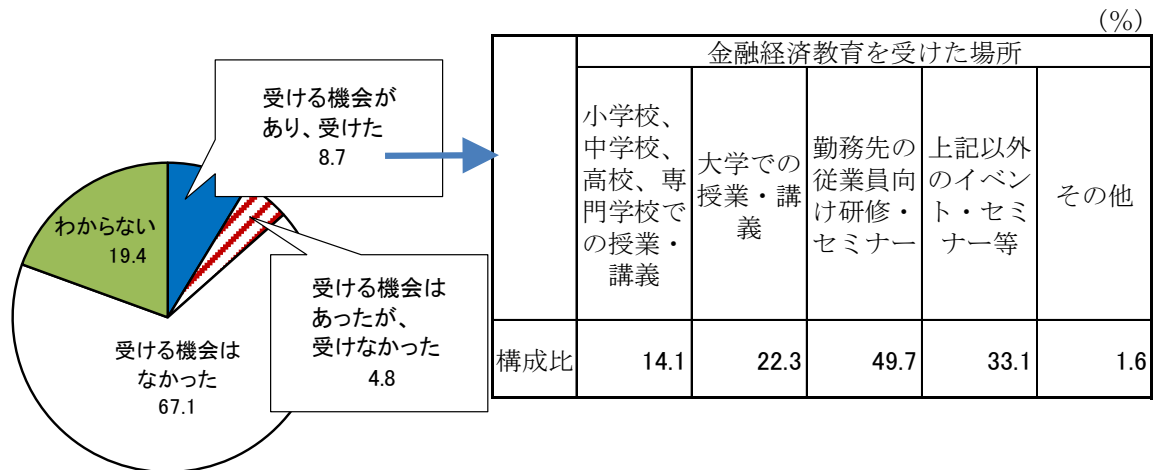 (%)
受ける機会が
あり、受けた
8.7
わからない
19.4
受ける機会は
あったが、
受けなかった
4.8
受ける機会は
なかった
67.1
金融経済教育を受けた場所
小学校、
中学校、
高校、専
門学校で
の授業・
講義
大学での
授業・講
義
勤務先の
従業員向
け研修・
セミナー
上記以外
のイベン
ト・セミ
ナー等
その他
構成比 14.1 22.3 49.7 33.1 1.6